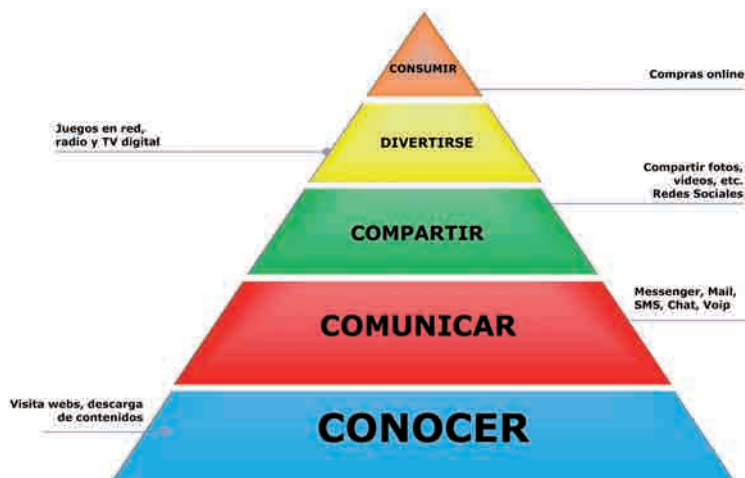 CONSUMIR
Compras online
Juegos en red,
radio y TV digital
DIVERTIRSE
Compartir fotos,
videos, etc.
Redes Sociales
COMPARTIR
Messenger, Mail,
SMS, Chat, Voip
COMUNICAR
Visita webs, descarga
de contenidos
CONOCER